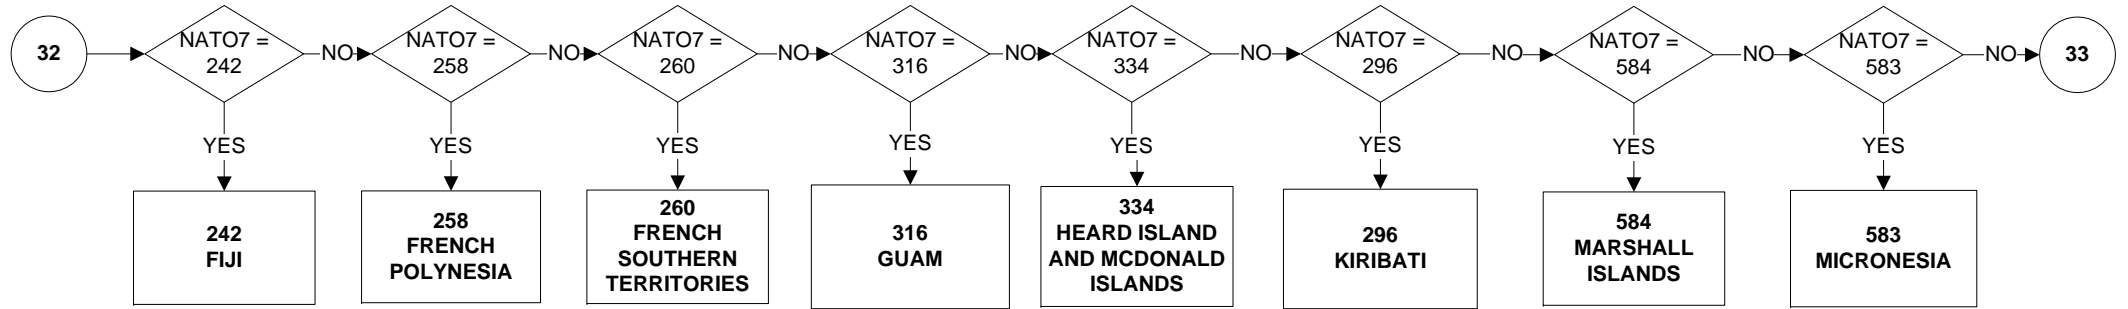 32
NATO7 =
242
NO
NATO7 =
258
NO
NATO7 =
260
NO
NATO7 =
316
NO
NATO7 =
334
NO
NATO7 =
296
NO
NATO7 =
584
NO
NATO7 =
583
NO
33
YES
YES
YES
YES
YES
YES
YES
YES
242
FIJI
258
FRENCH
POLYNESIA
260
FRENCH
SOUTHERN
TERRITORIES
316
GUAM
334
HEARD ISLAND
AND MCDONALD
ISLANDS
296
KIRIBATI
584
MARSHALL
ISLANDS
583
MICRONESIA